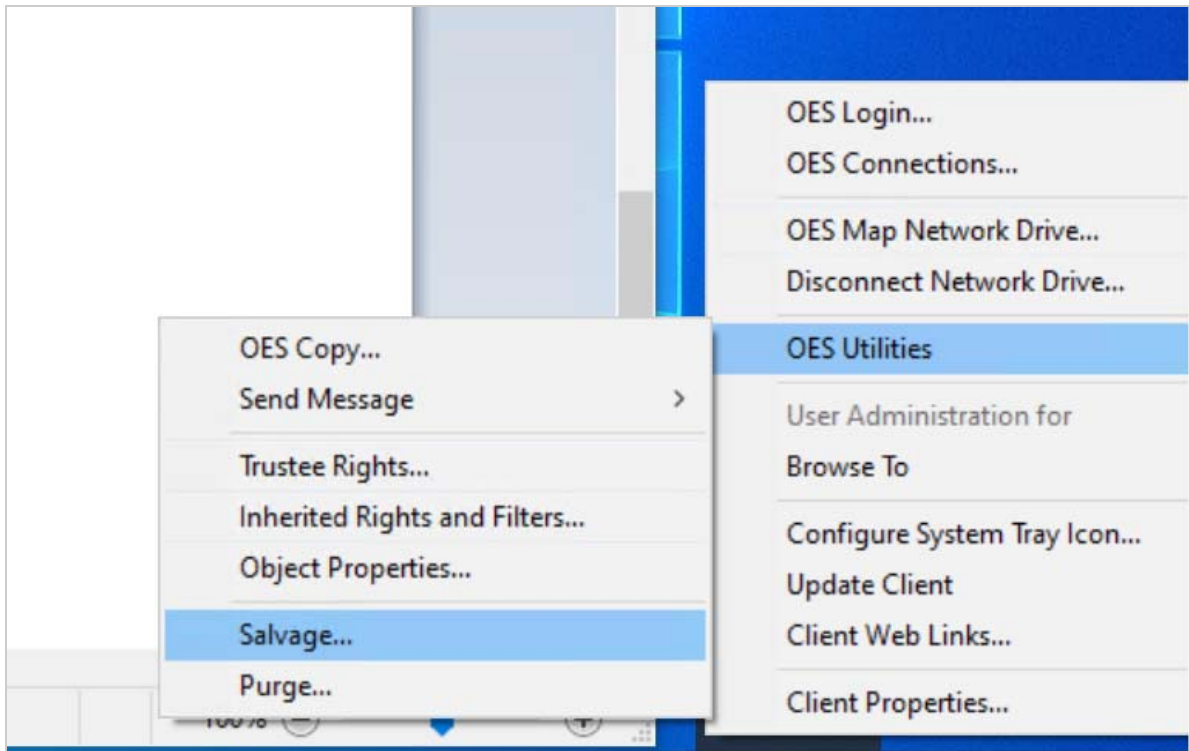 OES Login...
OES Connections...
OES Map Network Drive...
Disconnect Network Drive...
OES Utilities
User Administration for
Browse To
Configure System Tray Icon...
Update Client
Client Web Links...
Client Properties...
OES Copy...
Send Message
Trustee Rights...
Inherited Rights and Filters...
Object Properties...
Salvage...
Purge...
100%